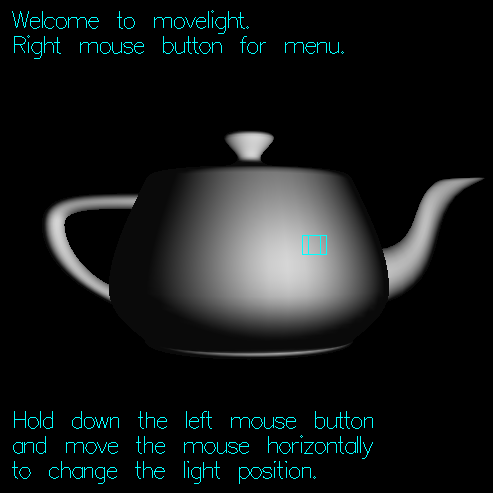 Welcome to movelight.
Right mouse button for menu.
Hold down the left mouse button
and move the mouse horizontally
to change the light position.